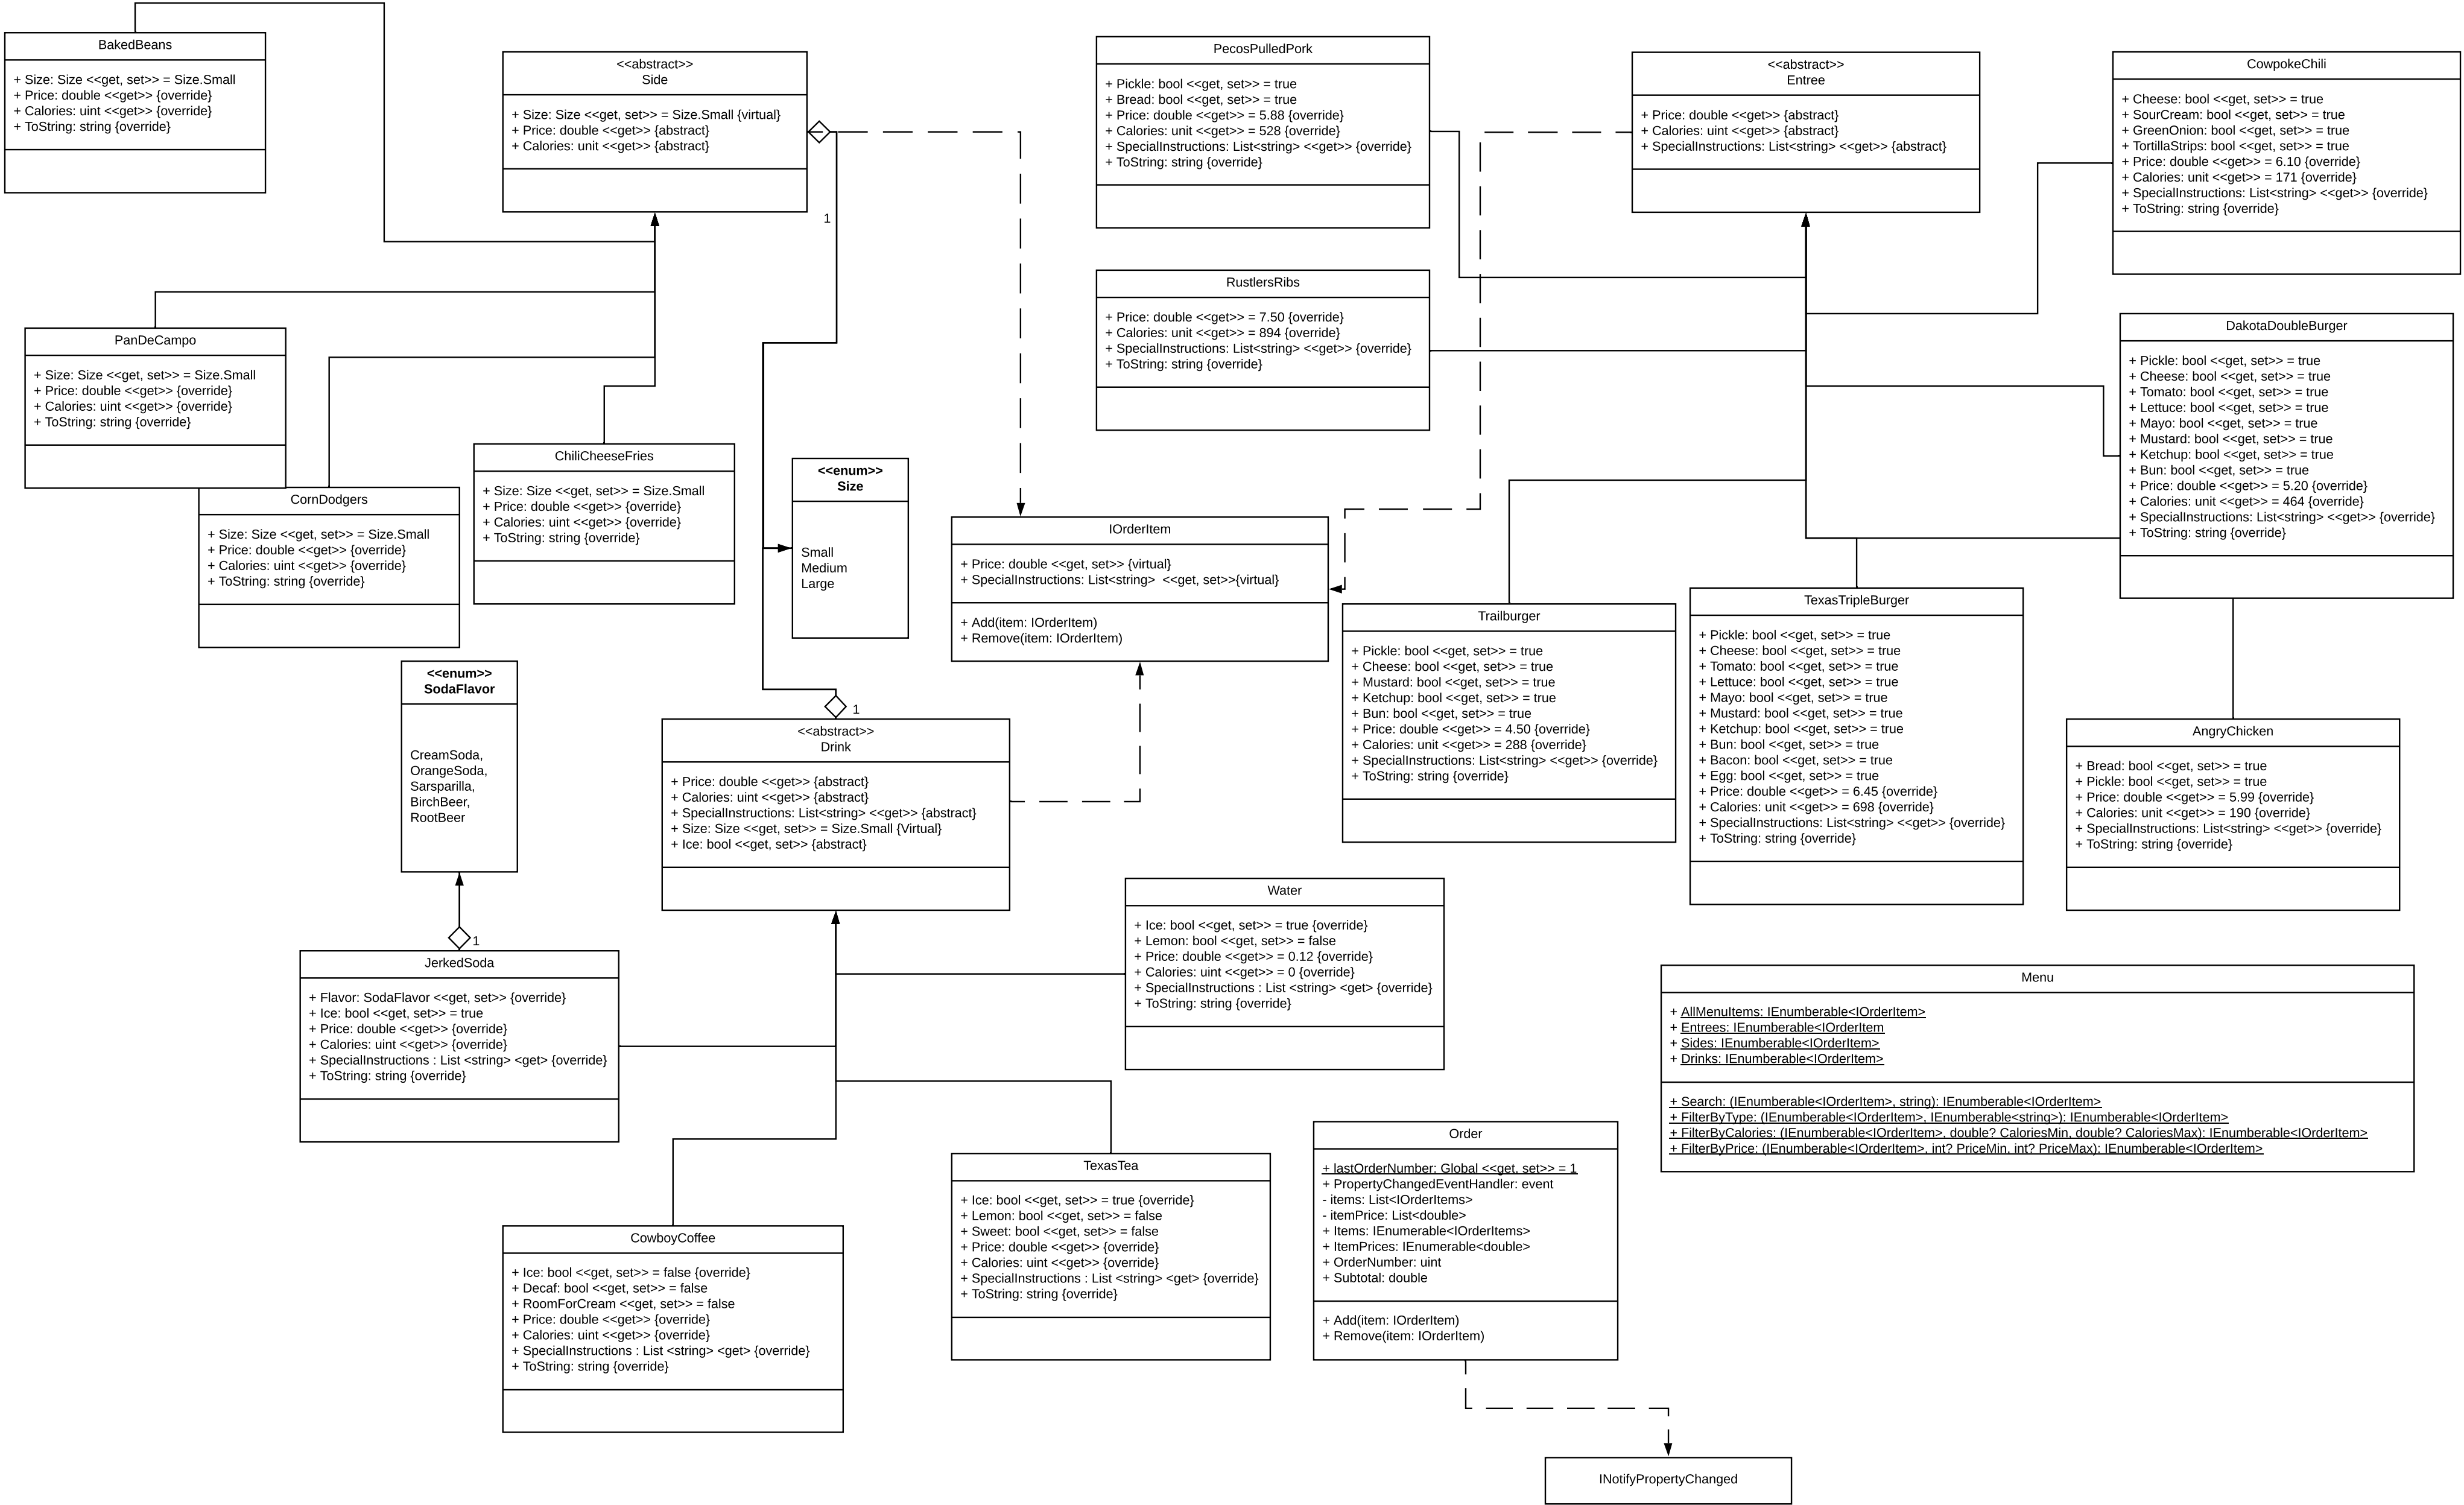 BakedBeans
+ Size: Size <<get, set>> = Size.Small
+ Price: double <<get>> {override}
+ Calories: uint <<get>> {override}
+ ToString: string {override}
<<abstract>>
Side
+ Size: Size <<get, set>> = Size.Small {virtual}
+ Price: double <<get>> {abstract}
+ Calories: unit <<get>> {abstract}
1
PecosPulledPork
+ Pickle: bool <<get, set>> = true
+ Bread: bool <<get, set>> = true
+ Price: double <<get>> = 5.88 {override}
+ Calories: unit <<get>> = 528 {override}
+ SpecialInstructions: List<string> <<get>> {override}
+ ToString: string {override}
<<abstract>>
Entree
+ Price: double <<get>> {abstract}
+ Calories: uint <<get>> {abstract}
+ SpecialInstructions: List<string> <<get>> {abstract}
CowpokeChili
+ Cheese: bool <<get, set>> = true
+ SourCream: bool <<get, set>> = true
+ GreenOnion: bool <<get, set>> = true
+ TortillaStrips: bool <<get, set>> = true
+ Price: double <<get>> = 6.10 {override}
+ Calories: unit <<get>> = 171 {override}
+ SpecialInstructions: List<string> <<get>> {override}
+ ToString: string {override}
RustlersRibs
+ Price: double <<get>> = 7.50 {override}
+ Calories: unit <<get>> = 894 {override}
+ SpecialInstructions: List<string> <<get>> {override}
+ ToString: string {override}
PanDeCampo
+ Size: Size <<get, set>> = Size.Small
+ Price: double <<get>> {override}
+ Calories: uint <<get>> {override}
+ ToString: string {override}
DakotaDoubleBurger
+ Pickle: bool <<get, set>> = true
+ Cheese: bool <<get, set>> = true
+ Tomato: bool <<get, set>> = true
+ Lettuce: bool <<get, set>> = true
+ Mayo: bool <<get, set>> = true
+ Mustard: bool <<get, set>> = true
+ Ketchup: bool <<get, set>> = true
+ Bun: bool <<get, set>> = true
+ Price: double <<get>> = 5.20 {override}
+ Calories: unit <<get>> = 464 {override}
+ SpecialInstructions: List<string> <<get>> {override}
+ ToString: string {override}
CornDodgers
+ Size: Size <<get, set>> = Size.Small
+ Price: double <<get>> {override}
+ Calories: uint <<get>> {override}
+ ToString: string {override}
ChiliCheeseFries
+ Size: Size <<get, set>> = Size.Small
+ Price: double <<get>> {override}
+ Calories: uint <<get>> {override}
+ ToString: string {override}
<<enum>>
Size
Small
Medium
Large
IOrderItem
+ Price: double <<get, set>> {virtual}
+ SpecialInstructions: List<string>  <<get, set>>{virtual}
+ Add(item: IOrderItem)
+ Remove(item: IOrderItem)
Trailburger
+ Pickle: bool <<get, set>> = true
+ Cheese: bool <<get, set>> = true
+ Mustard: bool <<get, set>> = true
+ Ketchup: bool <<get, set>> = true
+ Bun: bool <<get, set>> = true
+ Price: double <<get>> = 4.50 {override}
+ Calories: unit <<get>> = 288 {override}
+ SpecialInstructions: List<string> <<get>> {override}
+ ToString: string {override}
TexasTripleBurger
+ Pickle: bool <<get, set>> = true
+ Cheese: bool <<get, set>> = true
+ Tomato: bool <<get, set>> = true
+ Lettuce: bool <<get, set>> = true
+ Mayo: bool <<get, set>> = true
+ Mustard: bool <<get, set>> = true
+ Ketchup: bool <<get, set>> = true
+ Bun: bool <<get, set>> = true
+ Bacon: bool <<get, set>> = true
+ Egg: bool <<get, set>> = true
+ Price: double <<get>> = 6.45 {override}
+ Calories: unit <<get>> = 698 {override}
+ SpecialInstructions: List<string> <<get>> {override}
+ ToString: string {override}
AngryChicken
+ Bread: bool <<get, set>> = true
+ Pickle: bool <<get, set>> = true
+ Price: double <<get>> = 5.99 {override}
+ Calories: unit <<get>> = 190 {override}
+ SpecialInstructions: List<string> <<get>> {override}
+ ToString: string {override}
<<enum>>
SodaFlavor
CreamSoda,
OrangeSoda,
Sarsparilla,
BirchBeer,
RootBeer
1
<<abstract>>
Drink
+ Price: double <<get>> {abstract}
+ Calories: uint <<get>> {abstract}
+ SpecialInstructions: List<string> <<get>> {abstract}
+ Size: Size <<get, set>> = Size.Small {Virtual}
+ Ice: bool <<get, set>> {abstract}
Water
+ Ice: bool <<get, set>> = true {override}
+ Lemon: bool <<get, set>> = false
+ Price: double <<get>> = 0.12 {override}
+ Calories: uint <<get>> = 0 {override}
+ SpecialInstructions : List <string> <get> {override}
+ ToString: string {override}
1
JerkedSoda
+ Flavor: SodaFlavor <<get, set>> {override}
+ Ice: bool <<get, set>> = true
+ Price: double <<get>> {override}
+ Calories: uint <<get>> {override}
+ SpecialInstructions : List <string> <get> {override}
+ ToString: string {override}
Menu
+ AllMenuItems: IEnumberable<IOrderItem>
+ Entrees: IEnumberable<IOrderItem
+ Sides: IEnumberable<IOrderItem>
+ Drinks: IEnumberable<IOrderItem>
+ Search: (IEnumberable<IOrderItem>, string): IEnumberable<IOrderItem>
+ FilterByType: (IEnumberable<IOrderItem>, IEnumberable<string>): IEnumberable<IOrderItem>
+ FilterByCalories: (IEnumberable<IOrderItem>, double? CaloriesMin, double? CaloriesMax): IEnumberable<IOrderItem>
+ FilterByPrice: (IEnumberable<IOrderItem>, int? PriceMin, int? PriceMax): IEnumberable<IOrderItem>
Order
+ lastOrderNumber: Global <<get, set>> = 1
+ PropertyChangedEventHandler: event
- items: List<IOrderItems>
- itemPrice: List<double>
+ Items: IEnumerable<IOrderItems>
+ ItemPrices: IEnumerable<double>
+ OrderNumber: uint
+ Subtotal: double
+ Add(item: IOrderItem)
+ Remove(item: IOrderItem)
TexasTea
+ Ice: bool <<get, set>> = true {override}
+ Lemon: bool <<get, set>> = false
+ Sweet: bool <<get, set>> = false
+ Price: double <<get>> {override}
+ Calories: uint <<get>> {override}
+ SpecialInstructions : List <string> <get> {override}
+ ToString: string {override}
CowboyCoffee
+ Ice: bool <<get, set>> = false {override}
+ Decaf: bool <<get, set>> = false
+ RoomForCream <<get, set>> = false
+ Price: double <<get>> {override}
+ Calories: uint <<get>> {override}
+ SpecialInstructions : List <string> <get> {override}
+ ToString: string {override}
INotifyPropertyChanged